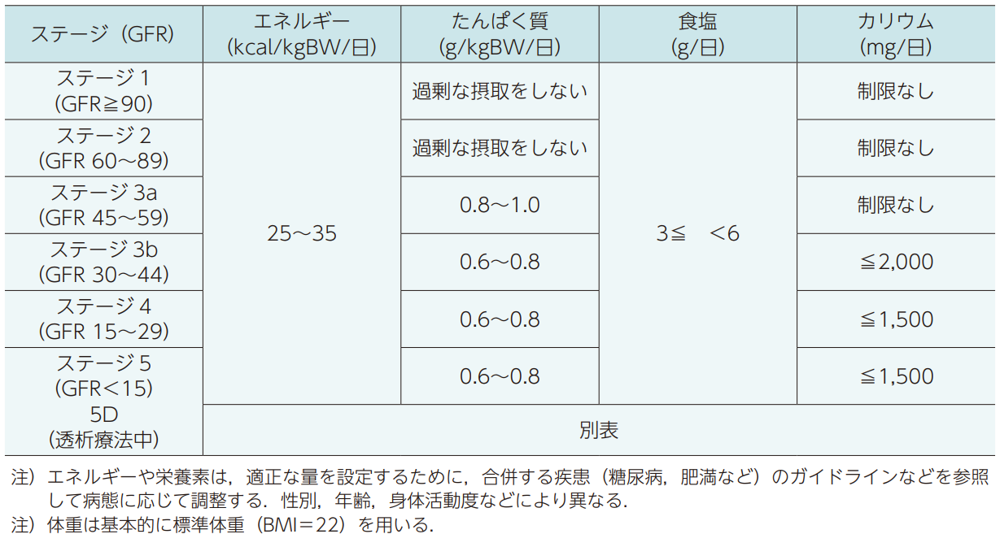 ステージ（GFR）
エネルギー
(kcal/kgBW/日)
たんぱく質
(g/kgBW/日)
食塩
(g/日)
カリウム
(mg/日)
ステージ 1
(GFR≧90)
過剰な摂取をしない
制限なし
ステージ 2
(GFR 60～89)
過剰な摂取をしない
制限なし
ステージ 3a
(GFR 45～59)
0.8～1.0
制限なし
25～35
3≦　<6
ステージ 3b
(GFR 30～44)
0.6～0.8
≦2,000
ステージ 4
(GFR 15～29)
0.6～0.8
≦1,500
ステージ 5
(GFR<15)
0.6～0.8
≦1,500
5D
(透析療法中)
別表
注）エネルギーや栄養素は，適正な量を設定するために，合併する疾患（糖尿病，肥満など）のガイドラインなどを参照
して病態に応じて調整する．性別，年齢，身体活動度などにより異なる．
注）体重は基本的に標準体重（BMI＝22）を用いる．